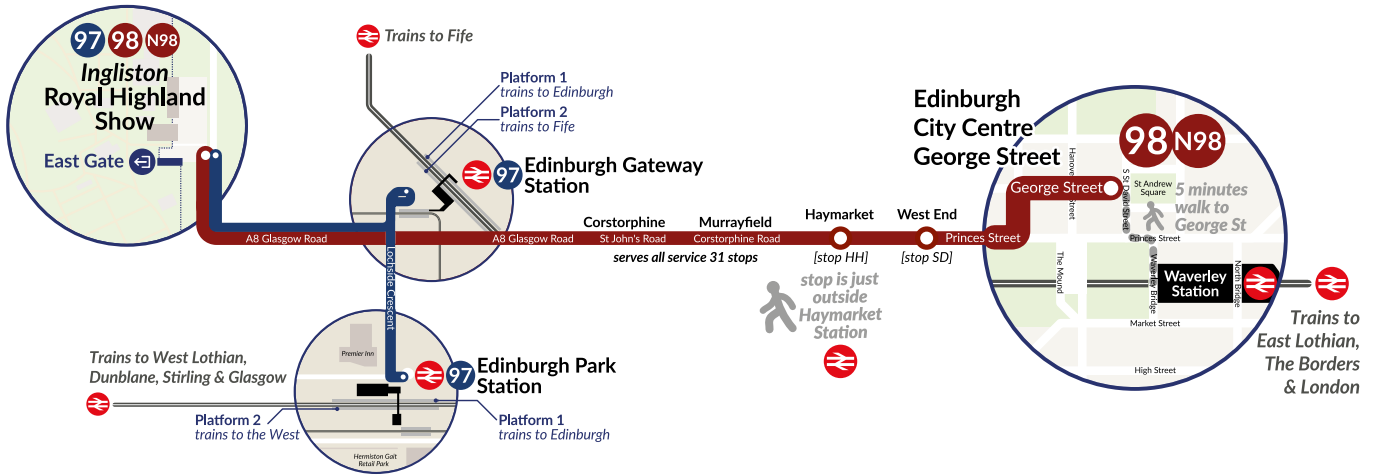 97 98 N98
Ingliston
Royal Highland
Show
East Gate
A8 Glasgow Road
Trains to Fife
Platform 1
trains to Edinburgh
Platform 2
trains to Fife
97
Edinburgh Gateway
Station
Lochside Crescent
A8 Glasgow Road
Corstorphine
St John's Road
Murrayfield
Corstorphine Road
serves all service 31 stops
Haymarket
[stop HH]
stop is just
outside
Haymarket
Station
West End
[stop SD]
Princes Street
Edinburgh
City Centre
George Street
98 N98
George Street
Hanover Street
S St David Street
St Andrew
Square
5 minutes
walk to
George St
Princes Street
The Mound
Waverley Bridge
Waverley
Station
North Bridge
Market Street
High Street
Trains to
East Lothian,
The Borders
& London
Trains to West Lothian,
Dunblane, Stirling & Glasgow
Premier Inn
97
Edinburgh Park
Station
Platform 2
trains to the West
Platform 1
trains to Edinburgh
Hermiston Gait
Retail Park